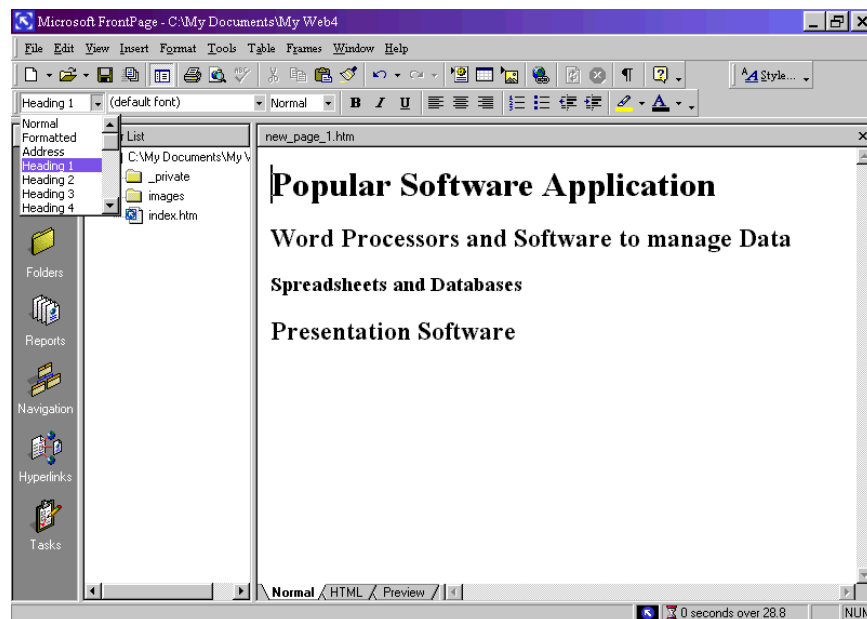 Microsoft FrontPage - C:\My Documents\My Web4
File Edit View Insert Format Tools Table Frames Window Help
Style...
Heading 1 (default font) Normal B I U A
Normal
Formatted
Address
Heading 1
Heading 2
Heading 3
Heading 4
r List
C:\My Documents\My V
_private
images
index.htm
Folders
Reports
Navigation
Hyperlinks
Tasks
new_page_1.htm
Popular Software Application
Word Processors and Software to manage Data
Spreadsheets and Databases
Presentation Software
Normal HTML Preview
0 seconds over 28.8 NUM